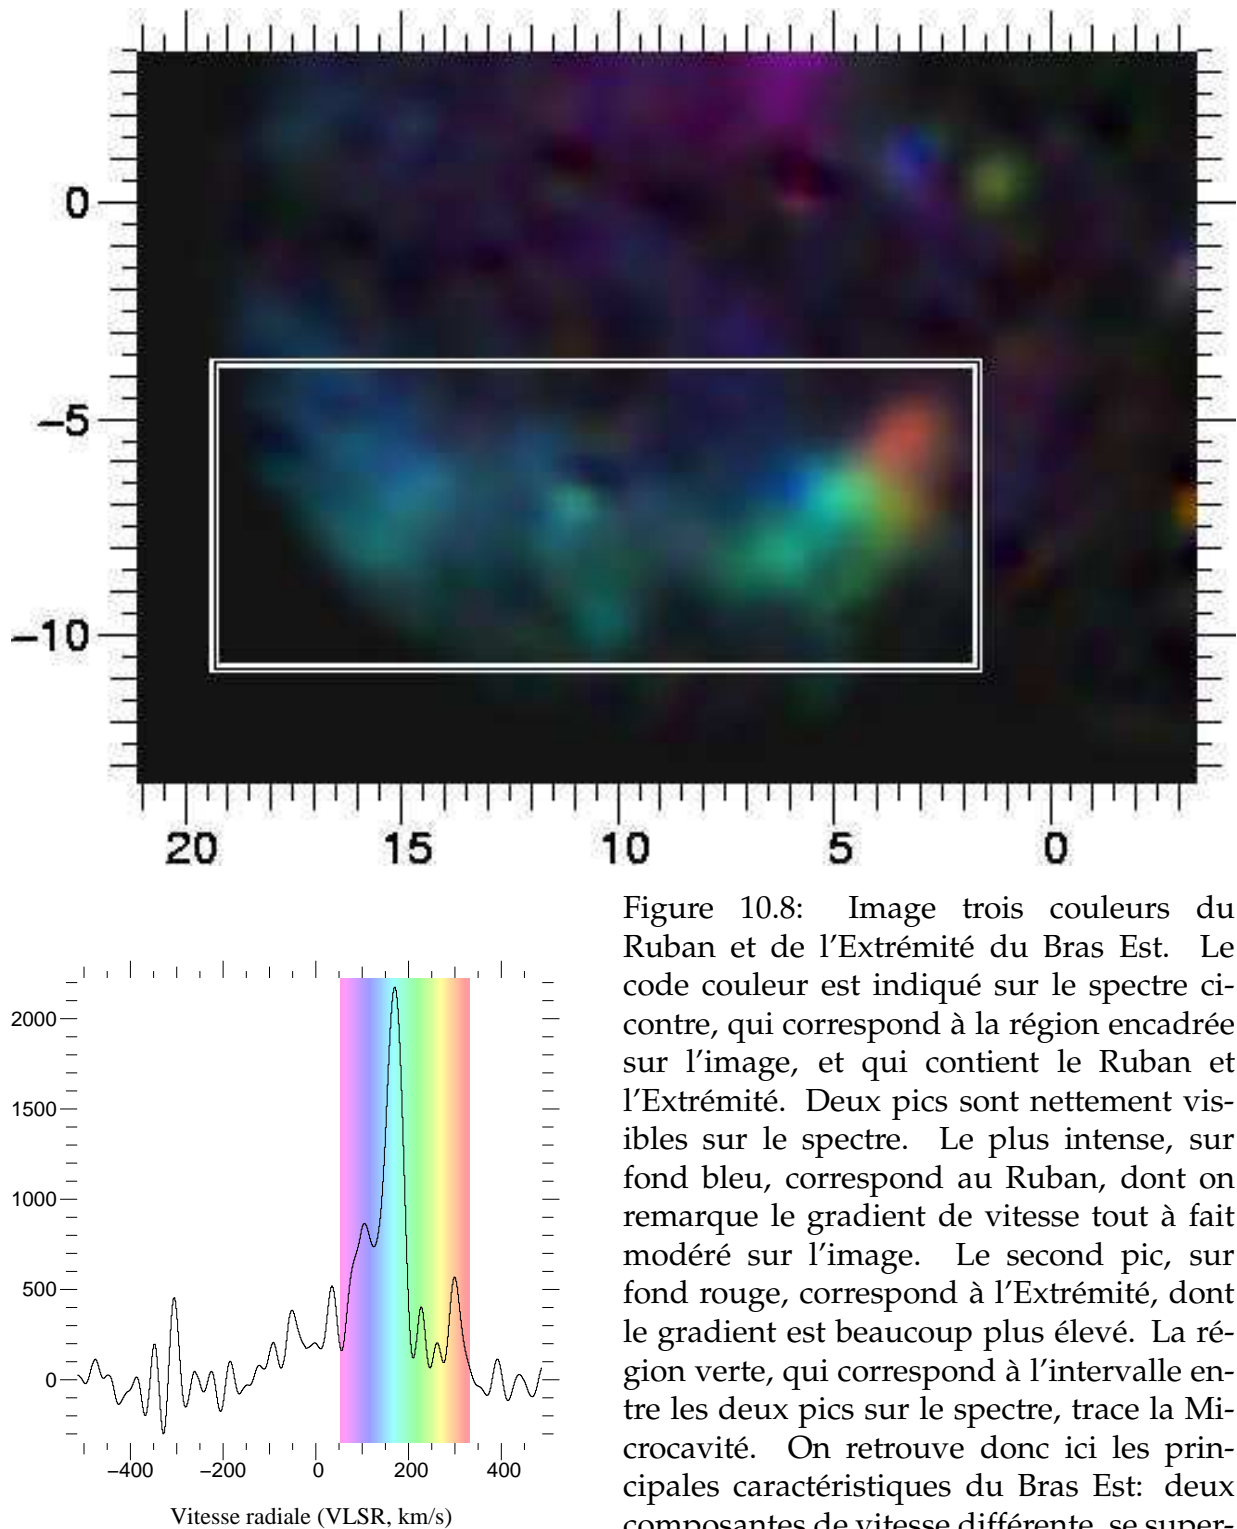 0
−5
−10
20 15 10 5 0
Figure 10.8: Image trois couleurs du
Ruban et de l'Extrémité du Bras Est. Le
code couleur est indiqué sur le spectre ci-
contre, qui correspond à la région encadrée
sur l'image, et qui contient le Ruban et
l'Extrémité. Deux pics sont nettement vis-
ibles sur le spectre. Le plus intense, sur
fond bleu, correspond au Ruban, dont on
remarque le gradient de vitesse tout à fait
modéré sur l'image. Le second pic, sur
fond rouge, correspond à l'Extrémité, dont
le gradient est beaucoup plus élevé. La ré-
gion verte, qui correspond à l'intervalle en-
tre les deux pics sur le spectre, trace la Mi-
crocavité. On retrouve donc ici les prin-
cipales caractéristiques du Bras Est: deux
composantes de vitesse différente, se super-
2000
1500
1000
500
0
−400 −200 0 200 400
Vitesse radiale (VLSR, km/s)